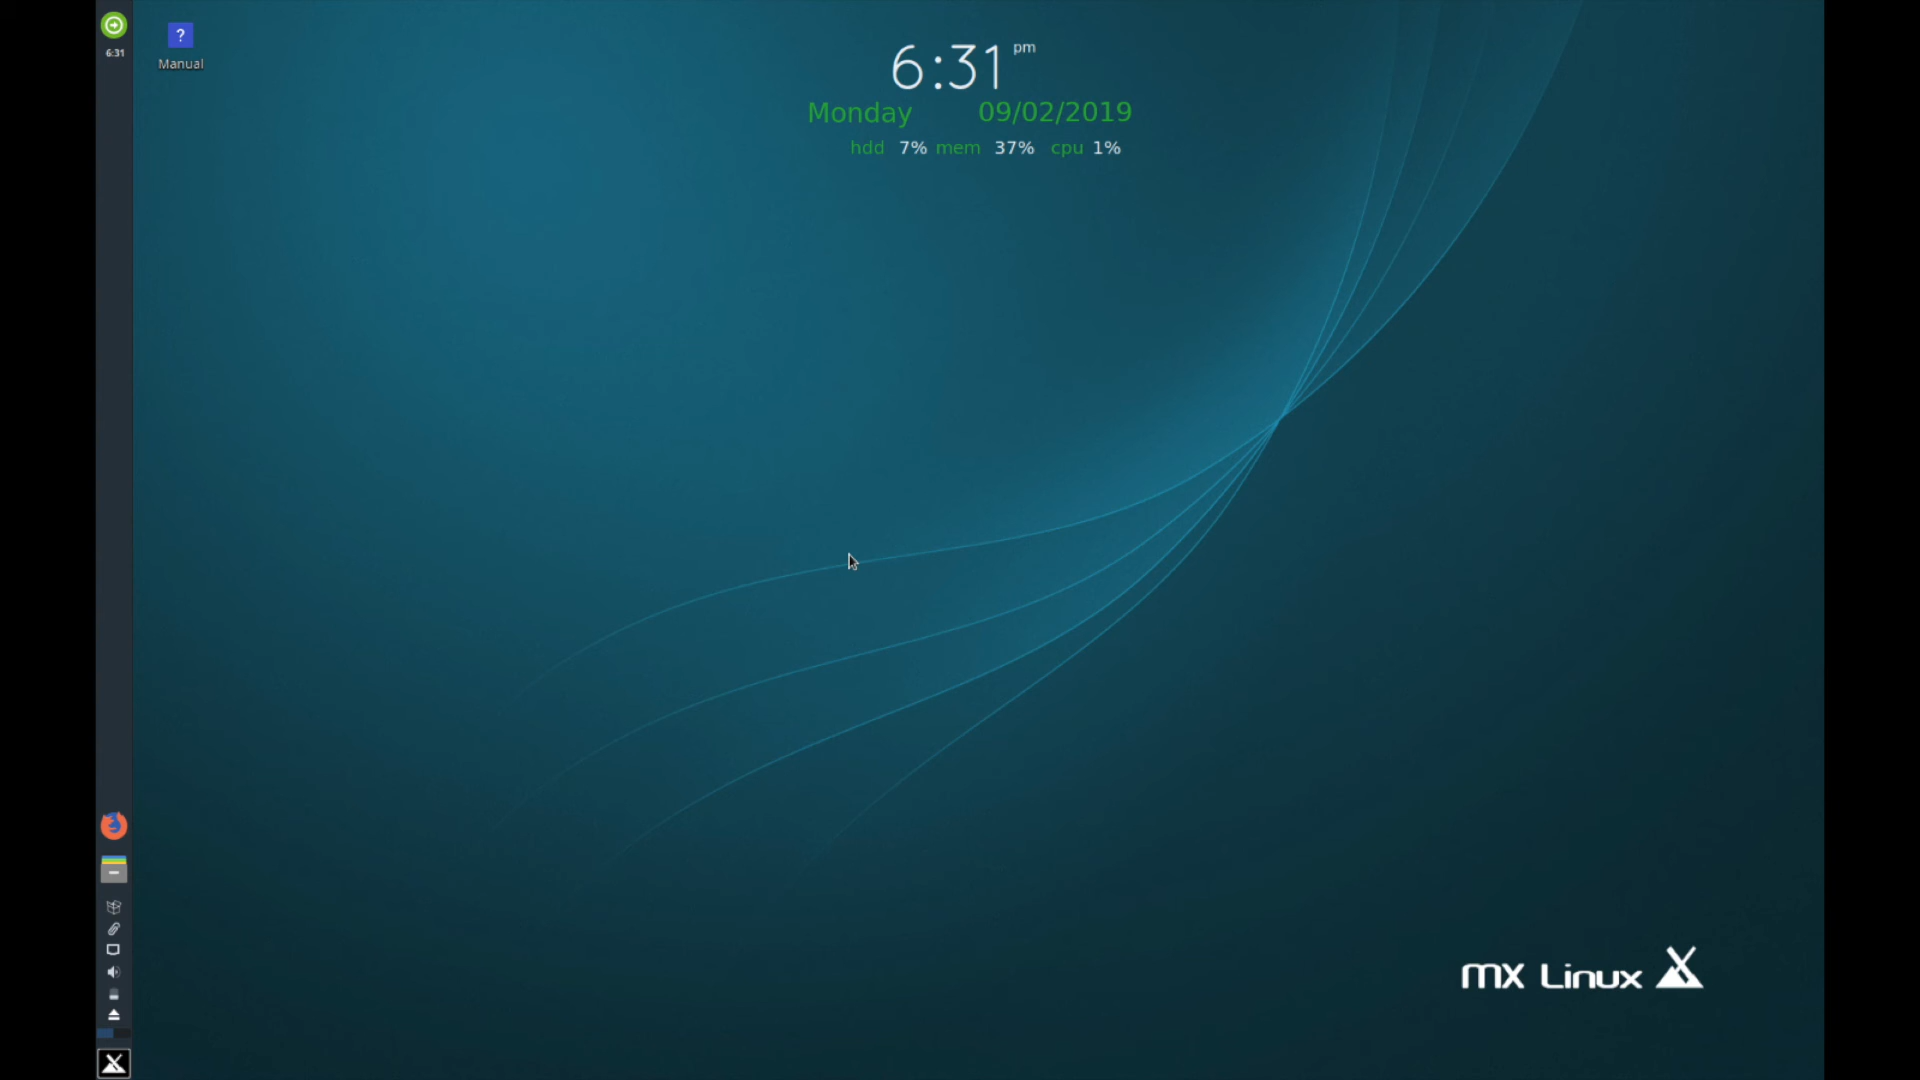 6:31
?
Manual
6:31 pm
Monday 09/02/2019
hdd 7% mem 37% cpu 1%
mx Linux